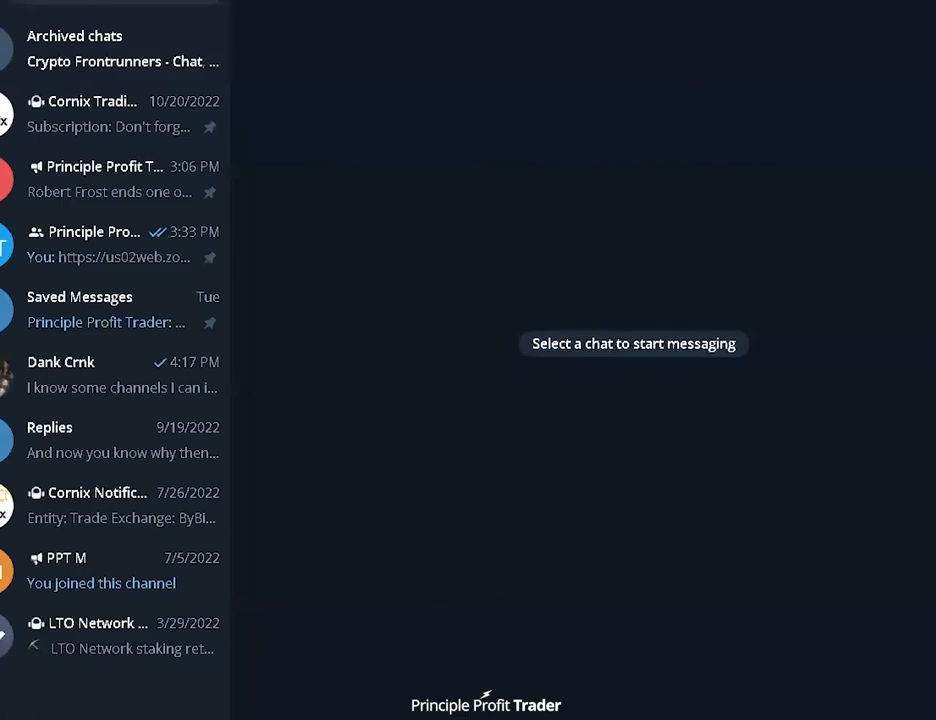 Archived chats
Crypto Frontrunners - Chat, ...
Cornix Tradi... 10/20/2022
Subscription: Don't forg...
Principle Profit T... 3:06 PM
Robert Frost ends one o...
Principle Pro... 3:33 PM
You: https://us02web.zo...
Saved Messages Tue
Principle Profit Trader: ...
Dank Crnk 4:17 PM
I know some channels I can i...
Replies 9/19/2022
And now you know why then...
Cornix Notific... 7/26/2022
Entity: Trade Exchange: ByBi...
PPT M 7/5/2022
You joined this channel
LTO Network ... 3/29/2022
LTO Network staking ret...
Select a chat to start messaging
Principle Profit Trader